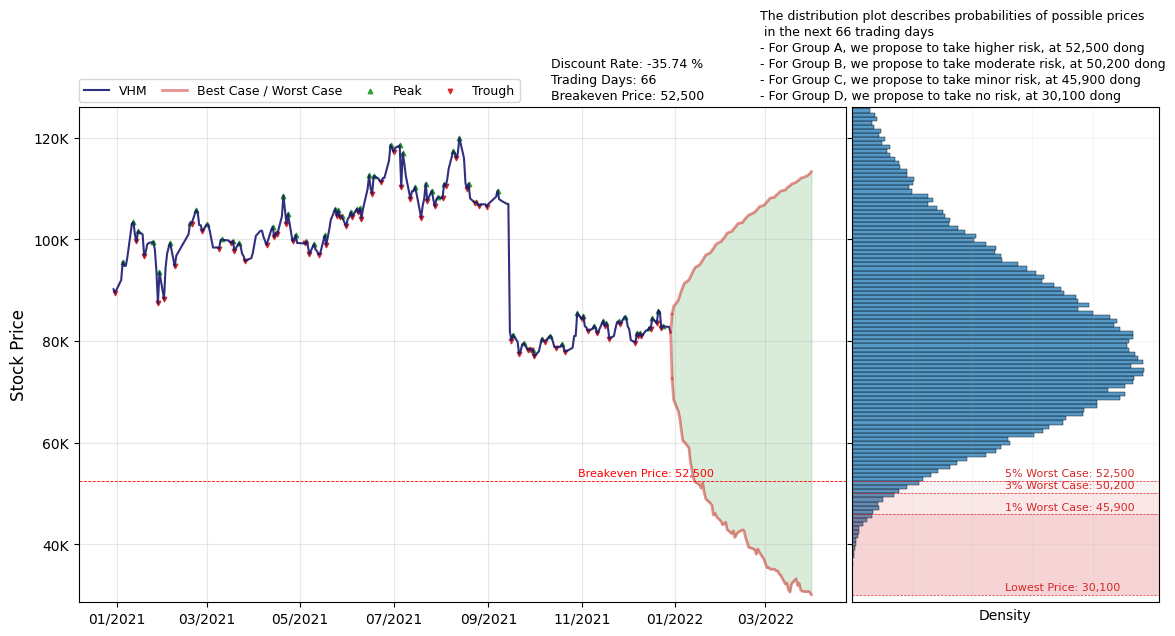 The distribution plot describes probabilities of possible prices
in the next 66 trading days
- For Group A, we propose to take higher risk, at 52,500 dong
- For Group B, we propose to take moderate risk, at 50,200 dong
- For Group C, we propose to take minor risk, at 45,900 dong
- For Group D, we propose to take no risk, at 30,100 dong
Discount Rate: -35.74 %
Trading Days: 66
Breakeven Price: 52,500
VHM
Best Case / Worst Case
Peak
Trough
Stock Price
120K
100K
80K
60K
40K
Breakeven Price: 52,500
01/2021
03/2021
05/2021
07/2021
09/2021
11/2021
01/2022
03/2022
5% Worst Case: 52,500
3% Worst Case: 50,200
1% Worst Case: 45,900
Lowest Price: 30,100
Density